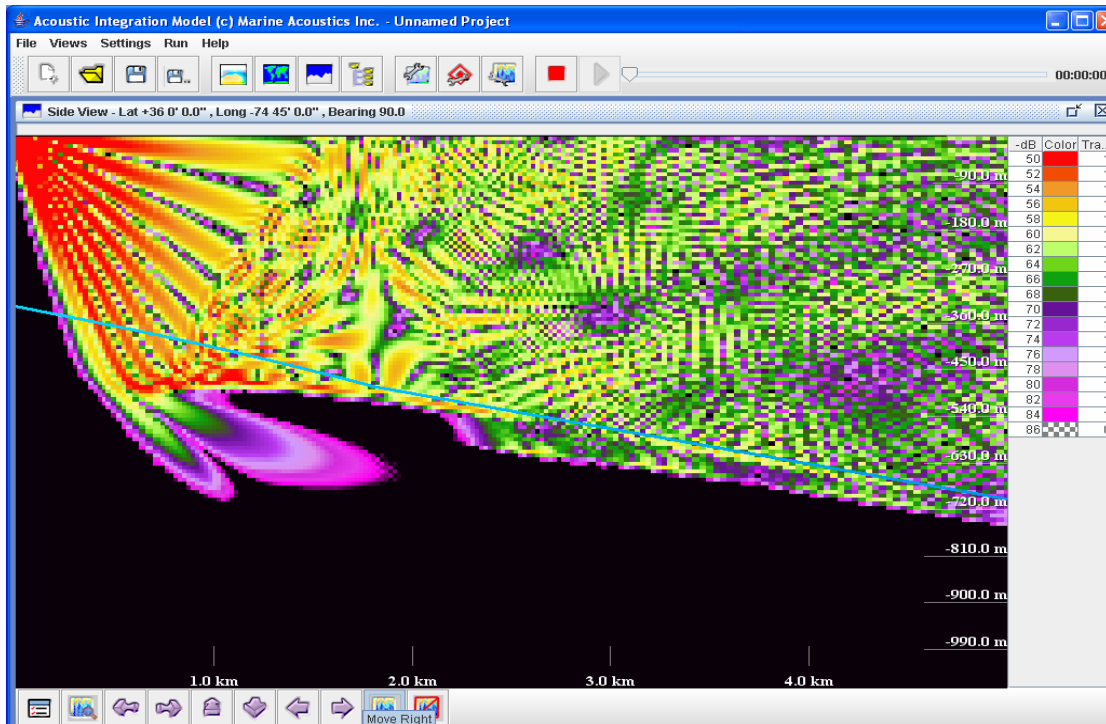 Acoustic Integration Model (c) Marine Acoustics Inc. - Unnamed Project
File Views Settings Run Help
00:00:00
Side View - Lat +36 0' 0.0" , Long -74 45' 0.0" , Bearing 90.0
-dB Color Tra..
50
52
54
56
58
60
62
64
66
68
70
72
74
76
78
80
82
84
86
-90.0 m
-180.0 m
-270.0 m
-360.0 m
-450.0 m
-540.0 m
-630.0 m
-720.0 m
-810.0 m
-900.0 m
-990.0 m
1.0 km 2.0 km 3.0 km 4.0 km
Move Right